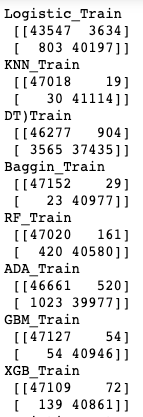 Logistic_Train
[[43547 3634]
[ 803 40197]]
KNN_Train
[[47018 19]
[ 30 41114]]
DT)Train
[[46277 904]
[ 3565 37435]]
Baggin_Train
[[47152 29]
[ 23 40977]]
RF_Train
[[47020 161]
[ 420 40580]]
ADA_Train
[[46661 520]
[ 1023 39977]]
GBM_Train
[[47127 54]
[ 54 40946]]
XGB_Train
[[47109 72]
[ 139 40861]]